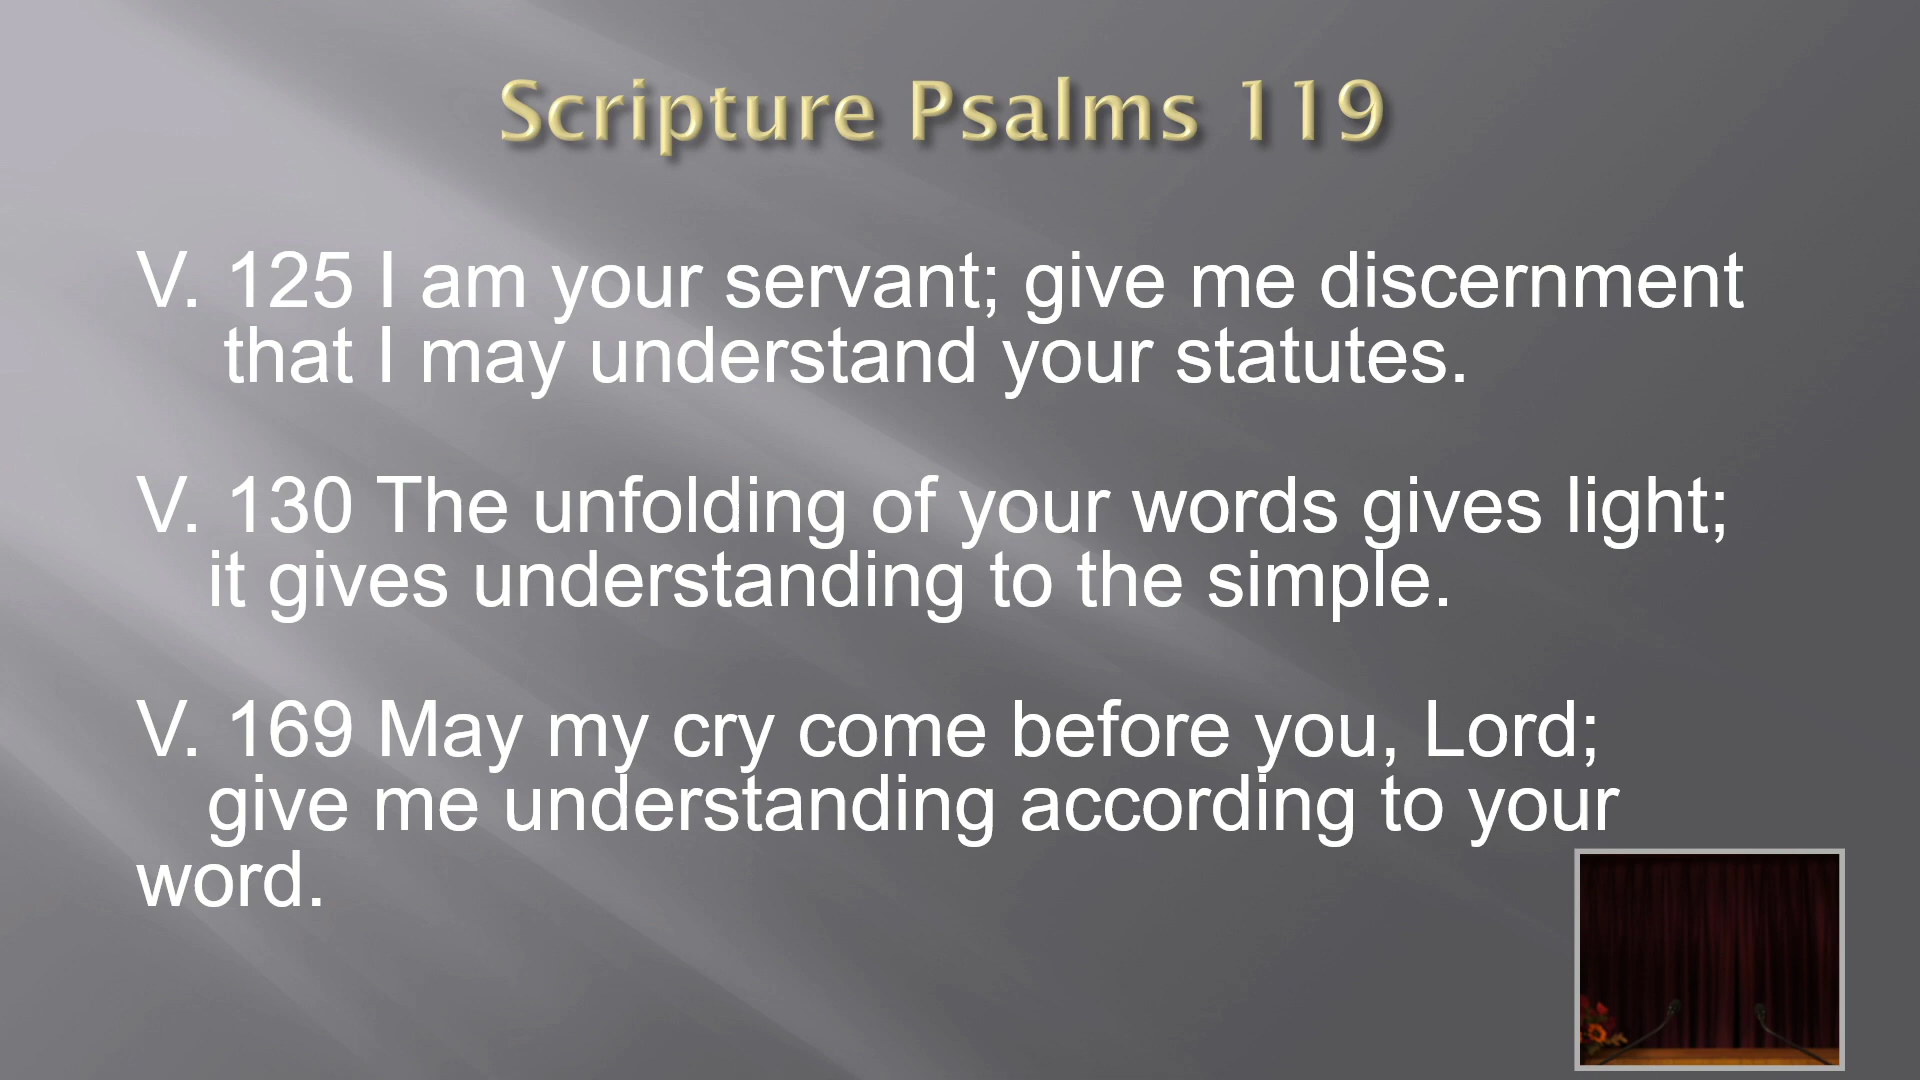 Scripture Psalms 119
V. 125 I am your servant; give me discernment
that I may understand your statutes.
V. 130 The unfolding of your words gives light;
it gives understanding to the simple.
V. 169 May my cry come before you, Lord;
give me understanding according to your
word.